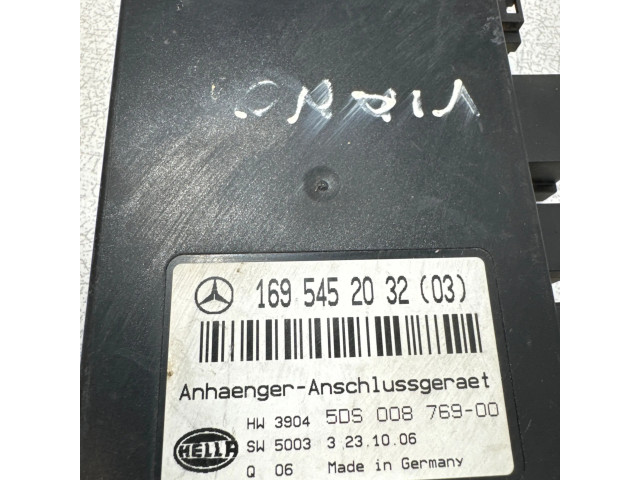 VIANO
169 545 20 32 (03)
Anhaenger-Anschlussgeraet
HW 3904 5DS 008 769-00
HELLA SW 5003 3 23.10.06
Q 06 Made in Germany